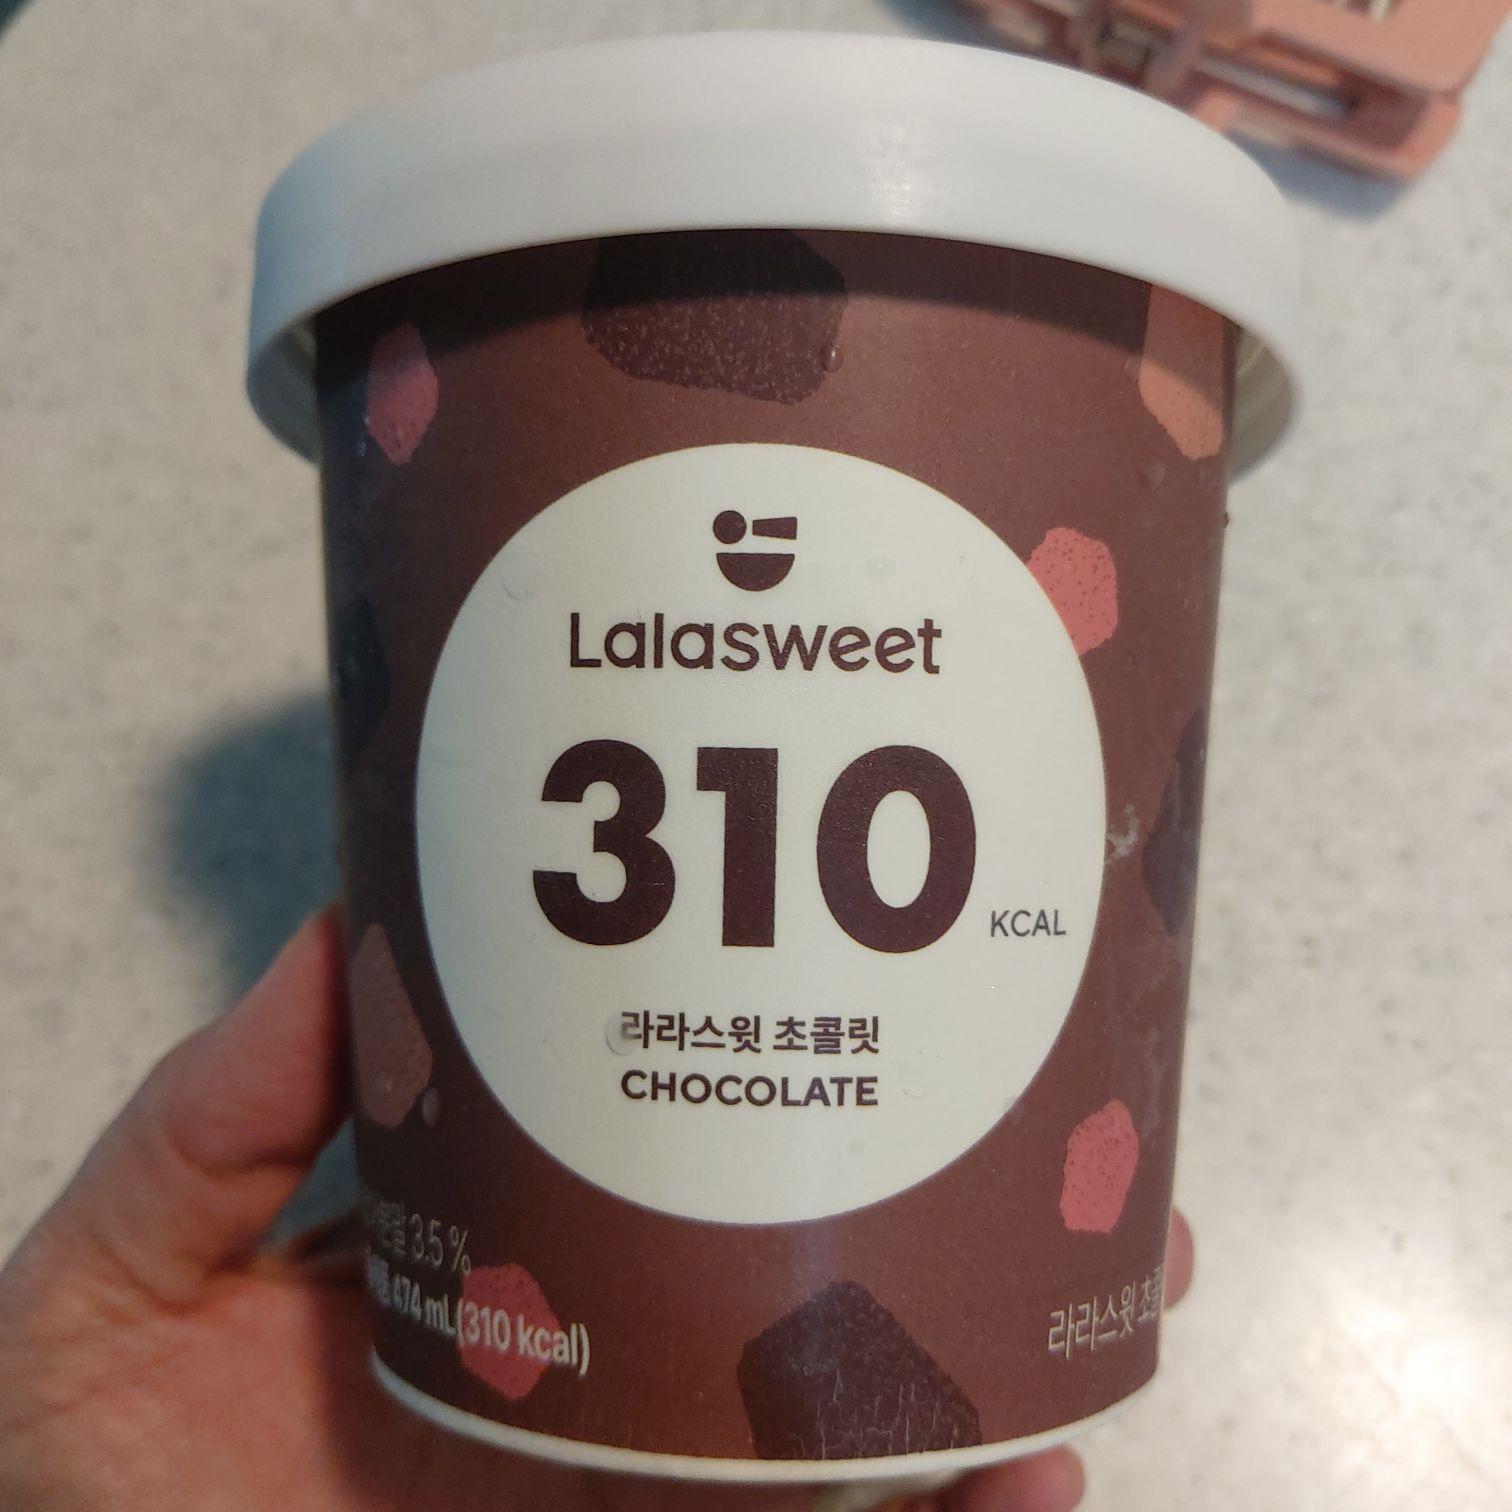 Lalasweet
310 KCAL
라라스윗 초콜릿
CHOCOLATE
3.5 %
474 mL(310 kcal)
라라스윗